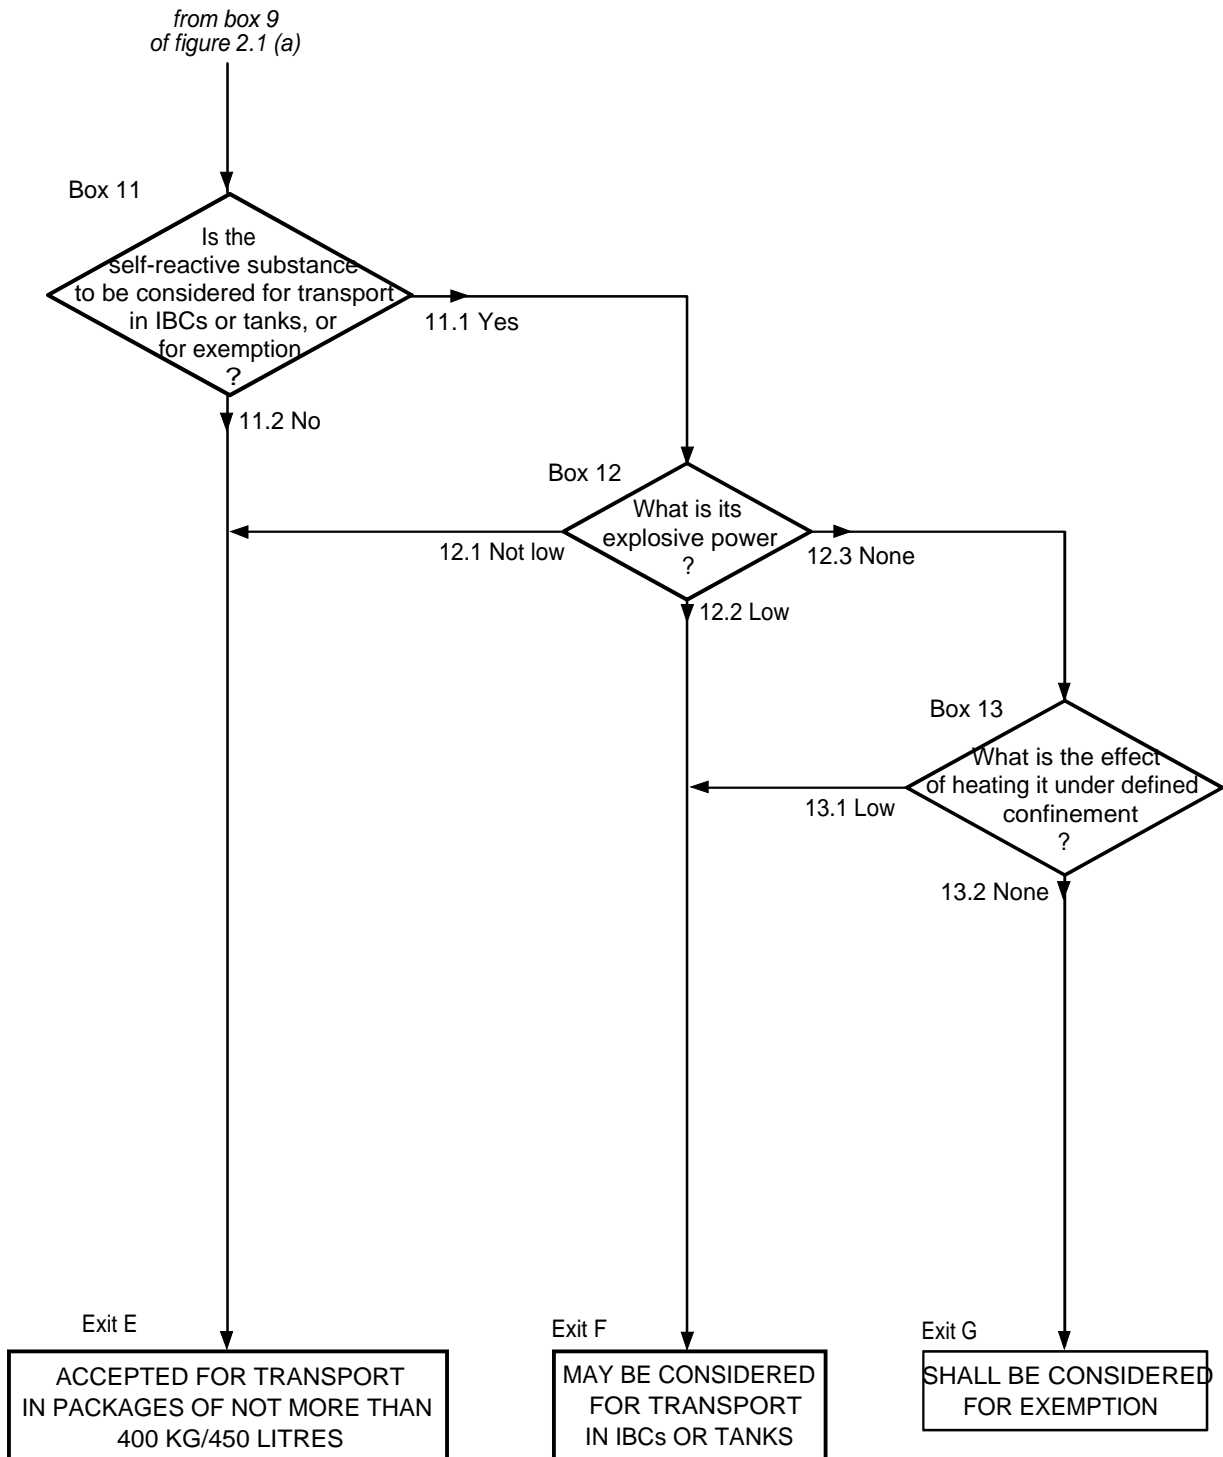 from box 9
of figure 2.1 (a)
Box 11
Is the
self-reactive substance
to be considered for transport
in IBCs or tanks, or
for exemption
?
11.1 Yes
11.2 No
Box 12
What is its
explosive power
?
12.1 Not low
12.3 None
12.2 Low
Box 13
What is the effect
of heating it under defined
confinement
?
13.1 Low
13.2 None
Exit E
ACCEPTED FOR TRANSPORT
IN PACKAGES OF NOT MORE THAN
400 KG/450 LITRES
Exit F
MAY BE CONSIDERED
FOR TRANSPORT
IN IBCs OR TANKS
Exit G
SHALL BE CONSIDERED
FOR EXEMPTION